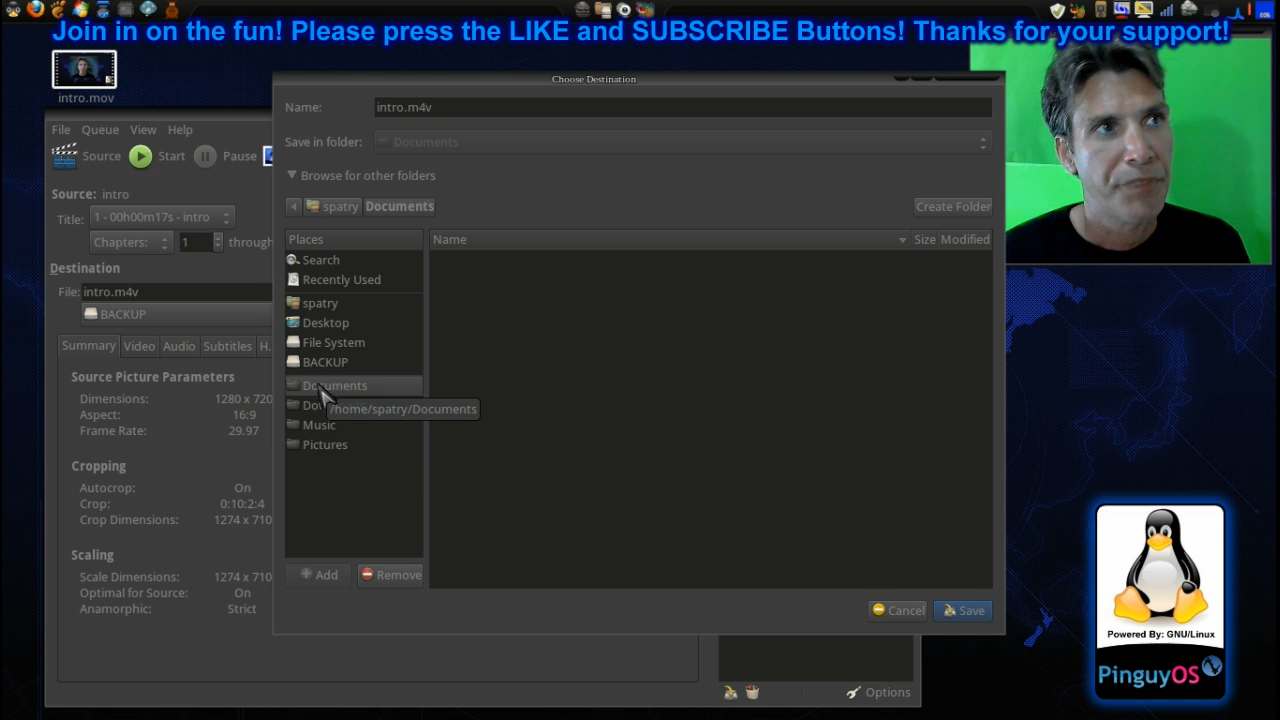 Join in on the fun! Please press the LIKE and SUBSCRIBE Buttons! Thanks for your support!
intro.mov
Choose Destination
Name: intro.m4v
Save in folder: Documents
Browse for other folders
spatry Documents Create Folder
Places
Search
Recently Used
spatry
Desktop
File System
BACKUP
Documents
/home/spatry/Documents
Music
Pictures
Name Size Modified
Add Remove
Cancel Save
File Queue View Help
Source Start Pause
Source: intro
Title: 1 - 00h00m17s - intro
Chapters: 1 through
Destination
File: intro.m4v
BACKUP
Summary Video Audio Subtitles H.
Source Picture Parameters
Dimensions: 1280 x 720
Aspect: 16:9
Frame Rate: 29.97
Cropping
Autocrop: On
Crop: 0:10:2:4
Crop Dimensions: 1274 x 710
Scaling
Scale Dimensions: 1274 x 710
Optimal for Source: On
Anamorphic: Strict
Options
Powered By: GNU/Linux
PinguyOS